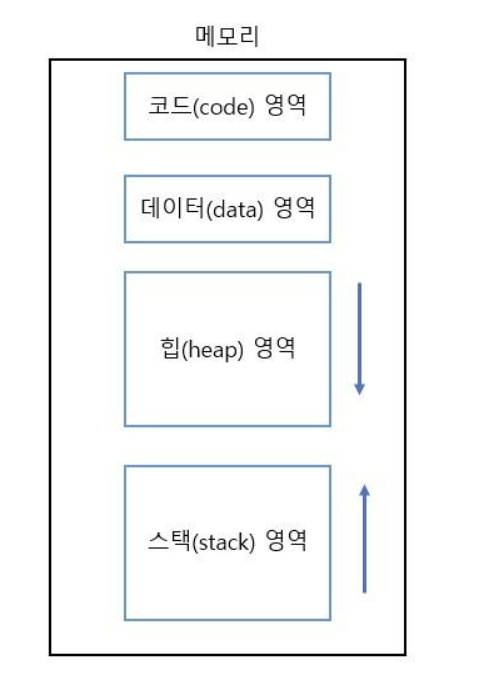 메모리
코드(code) 영역
데이터(data) 영역
힙(heap) 영역
스택(stack) 영역